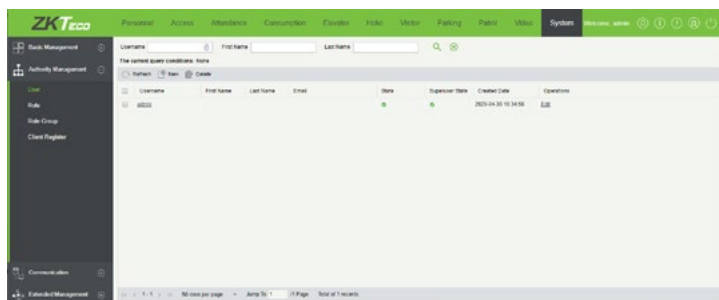 ZKTECO
Personnel Access Attendance Consumption Elevator Hotel Visitor Parking Patrol Video System Welcome, admin
Basic Management
Username First Name Last Name
The current query conditions: None
Authority Management
Refresh New Delete
User
Username First Name Last Name Email State Superuser State Created Date Operations
admin 2020-04-30 10:34:56 Edit
Role
Role Group
Client Register
Communication
Extended Management
1-1 50 rows per page Jump To 1 /1 Page Total of 1 records